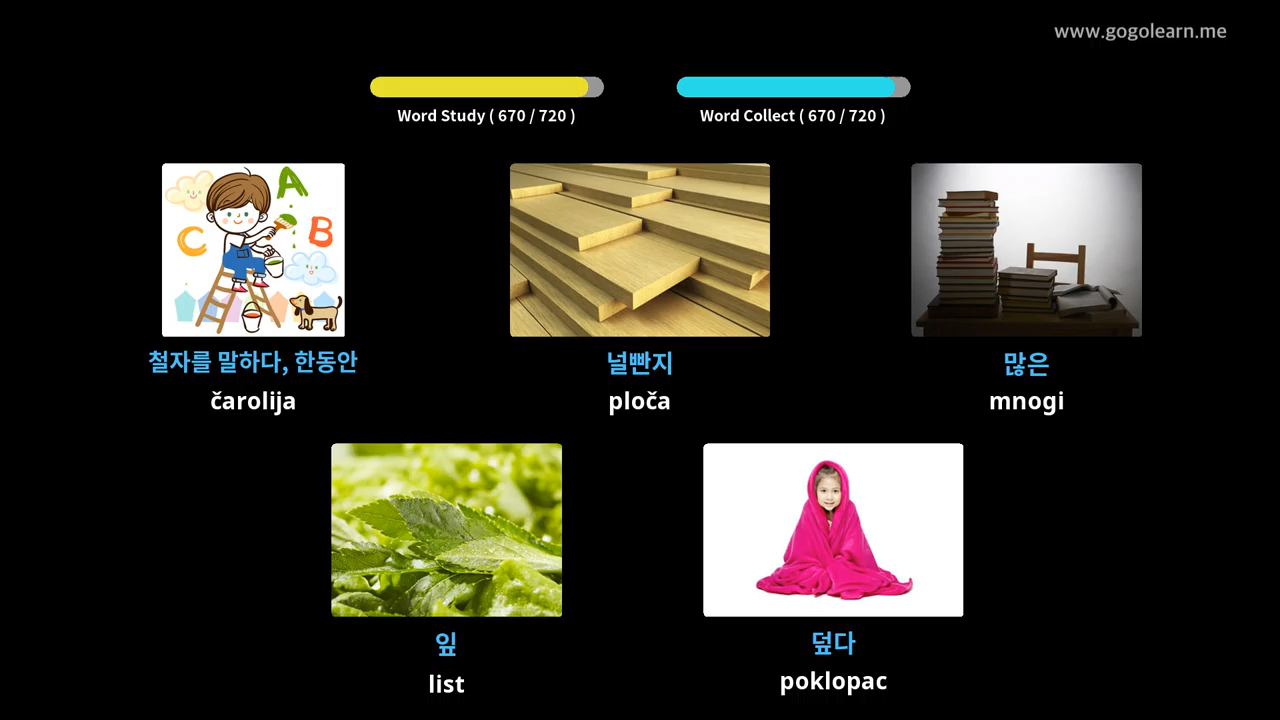 www.gogolearn.me
Word Study ( 670 / 720 )
Word Collect ( 670 / 720 )
A
B
C
철자를 말하다, 한동안
čarolija
널빤지
ploča
많은
mnogi
잎
list
덮다
poklopac